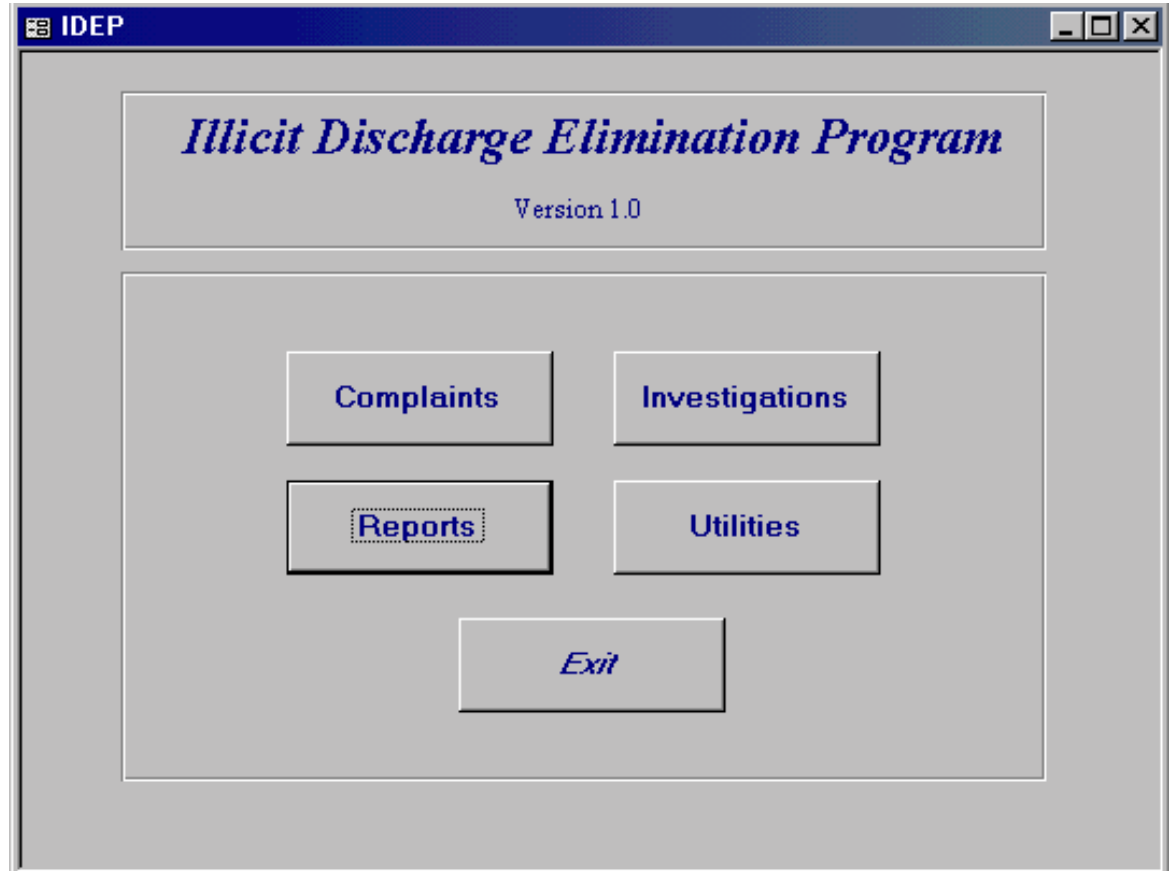 IDEP
Illicit Discharge Elimination Program
Version 1.0
Complaints Investigations
Reports Utilities
Exit